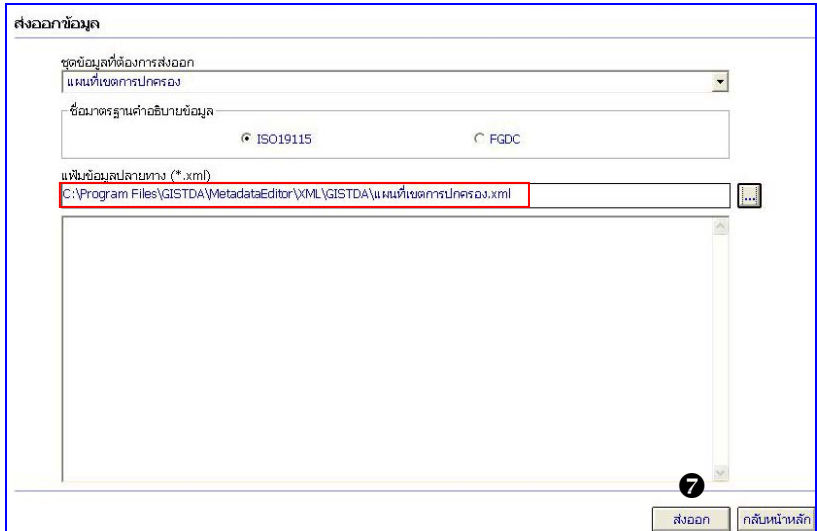 ส่งออกข้อมูล
ชุดข้อมูลที่ต้องการส่งออก
แผนที่เขตการปกครอง
ชื่อมาตรฐานคำอธิบายข้อมูล
ISO19115
FGDC
แฟ้มข้อมูลปลายทาง (*.xml)
C:\Program Files\GISTDA\MetadataEditor\XML\GISTDA\แผนที่เขตการปกครอง.xml
...
7
ส่งออก
กลับหน้าหลัก